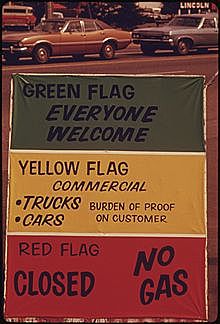 LINCOLN
GREEN FLAG
EVERYONE
WELCOME
YELLOW FLAG
COMMERCIAL
• TRUCKS
• CARS
BURDEN OF PROOF
ON CUSTOMER
RED FLAG
CLOSED
NO
GAS